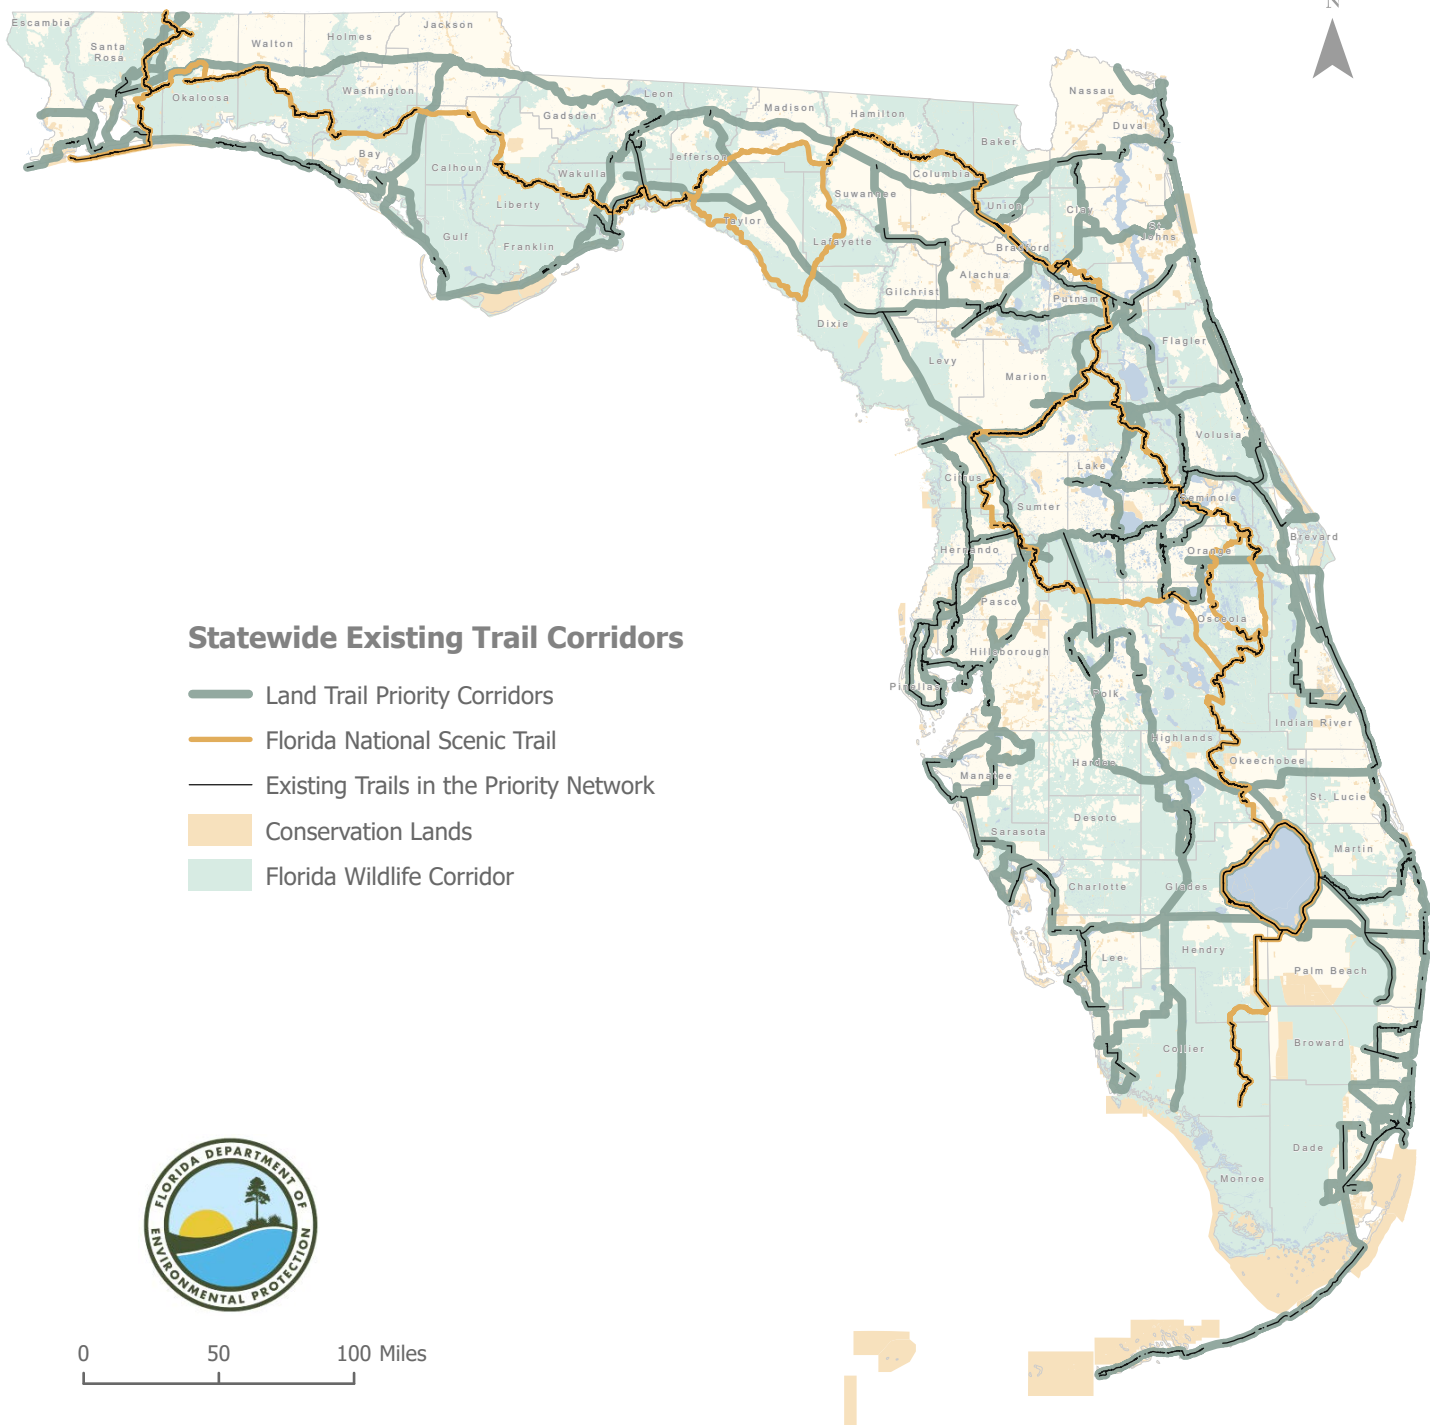 N
Escambia
Santa
Rosa
Okaloosa
Walton
Holmes
Jackson
Washington
Bay
Calhoun
Gulf
Gadsden
Liberty
Franklin
Leon
Wakulla
Jefferson
Madison
Taylor
Hamilton
Suwannee
Lafayette
Dixie
Columbia
Gilchrist
Baker
Union
Bradford
Alachua
Levy
Nassau
Duval
Clay
St.
Johns
Putnam
Flagler
Marion
Volusia
Citrus
Sumter
Lake
Seminole
Hernando
Orange
Brevard
Pasco
Osceola
Hillsborough
Pinellas
Polk
Indian River
Manatee
Hardee
Highlands
Okeechobee
St. Lucie
Sarasota
Desoto
Martin
Charlotte
Glades
Lee
Hendry
Palm Beach
Collier
Broward
Dade
Monroe
Statewide Existing Trail Corridors
Land Trail Priority Corridors
Florida National Scenic Trail
Existing Trails in the Priority Network
Conservation Lands
Florida Wildlife Corridor
FLORIDA DEPARTMENT OF
ENVIRONMENTAL PROTECTION
0 50 100 Miles